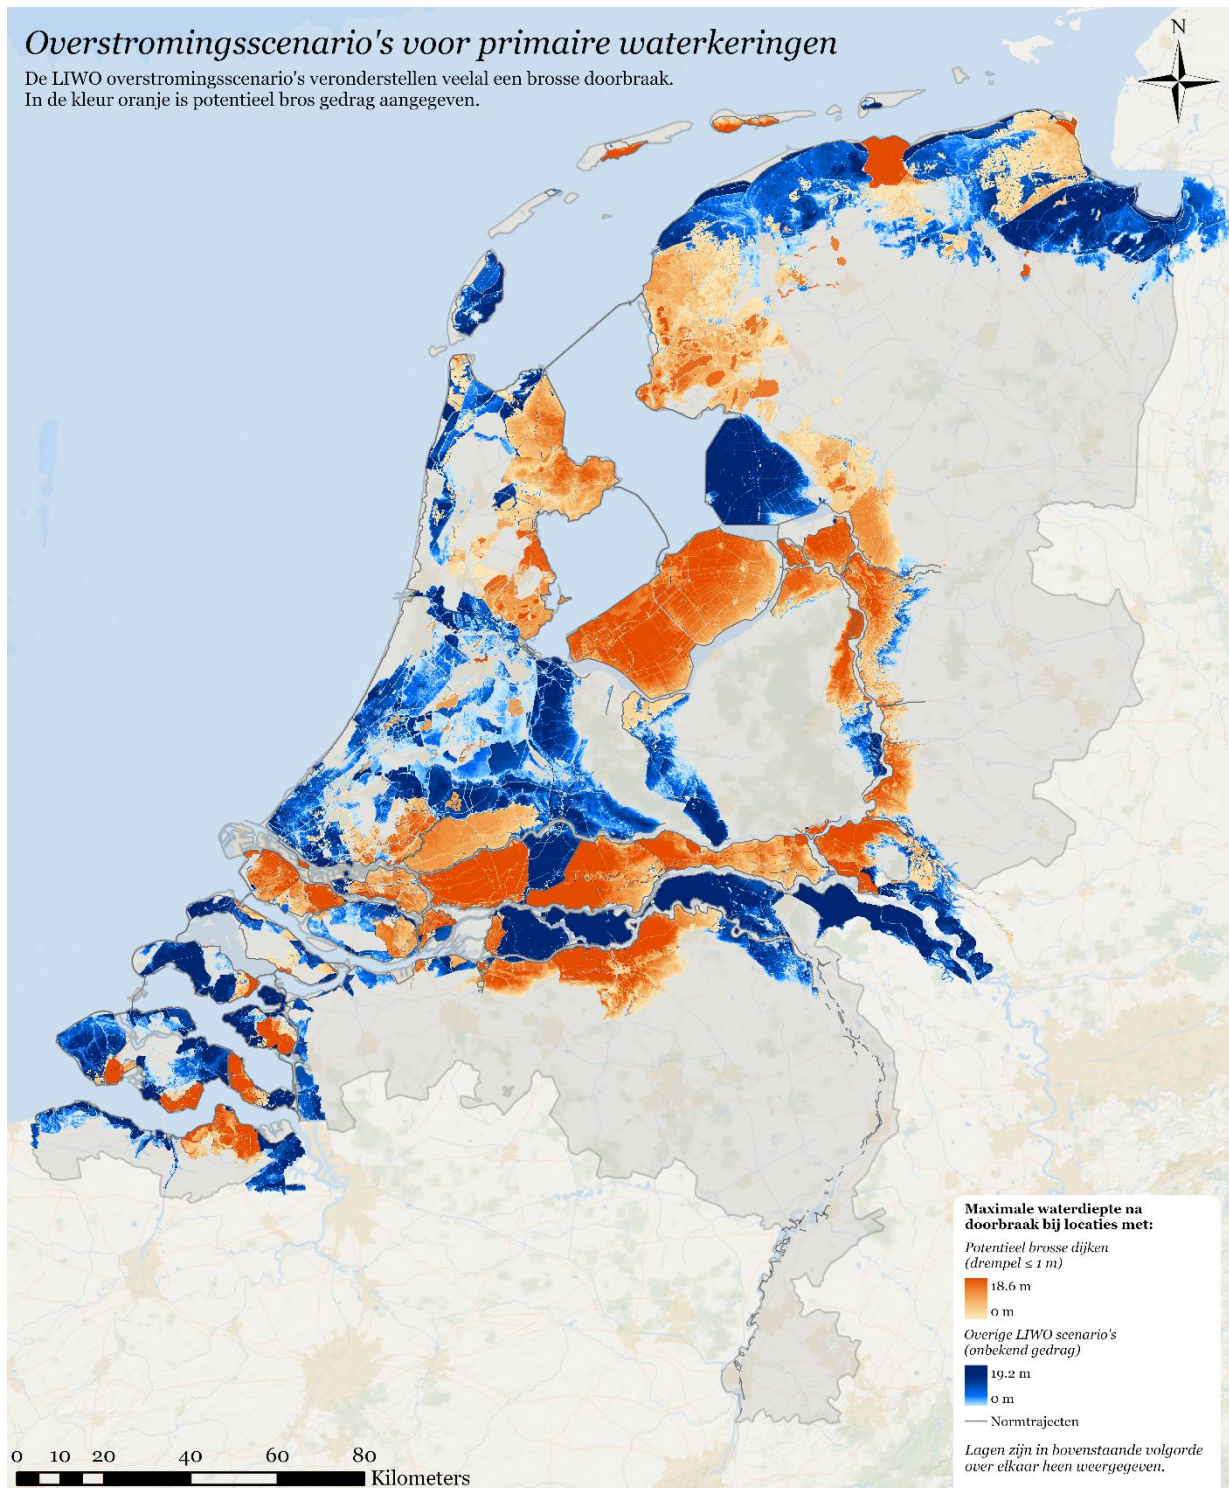 Overstromingsscenario's voor primaire waterkeringen
De LIWO overstromingsscenario's veronderstellen veelal een brosse doorbraak.
In de kleur oranje is potentieel bros gedrag aangegeven.
N
Maximale waterdiepte na
doorbraak bij locaties met:
Potentieel brosse dijken
(drempel ≤ 1 m)
18.6 m
0 m
Overige LIWO scenario's
(onbekend gedrag)
19.2 m
0 m
Normtrajecten
Lagen zijn in bovenstaande volgorde
over elkaar heen weergegeven.
0 10 20 40 60 80
Kilometers